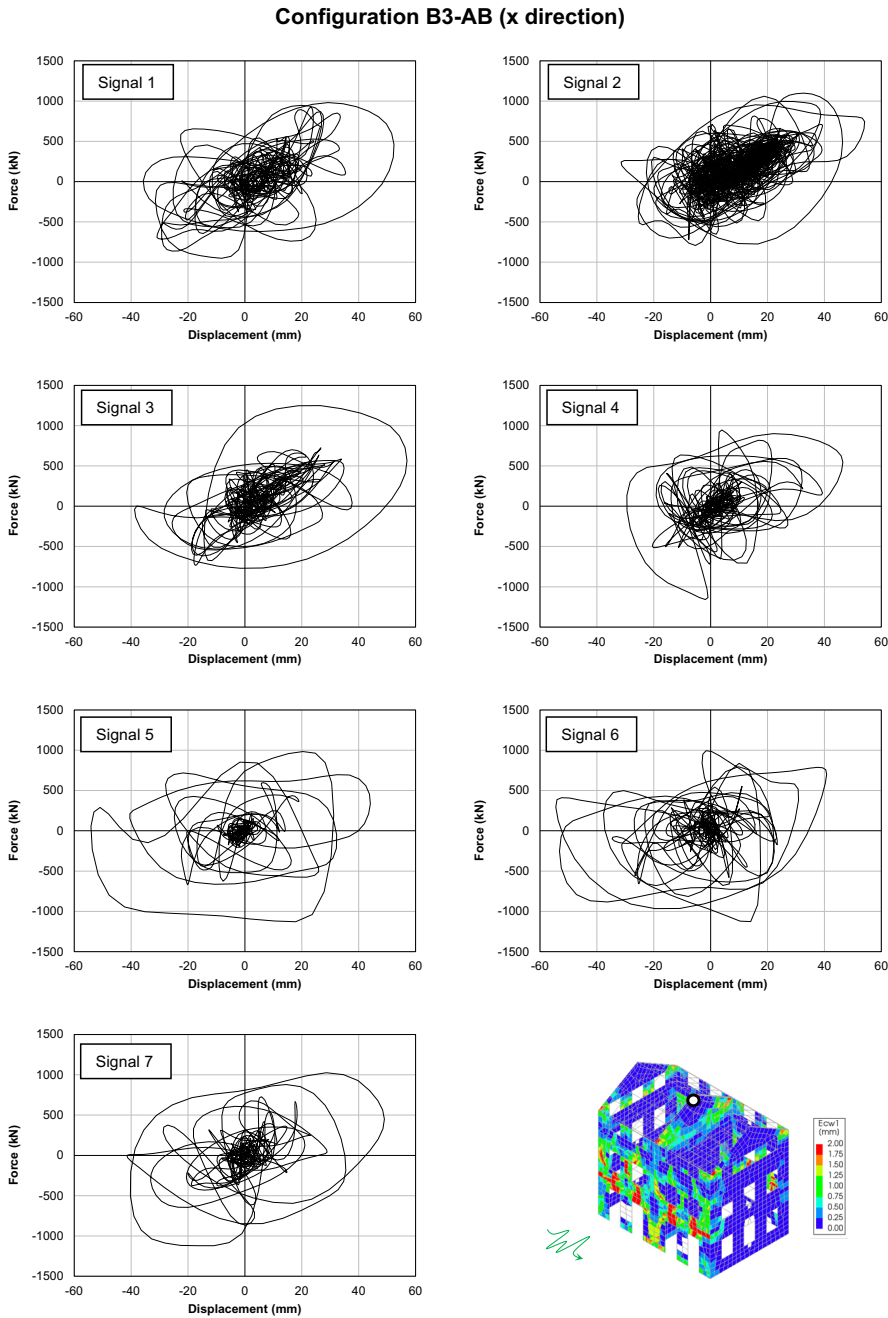 Configuration B3-AB (x direction)
Signal 1
1500
1000
500
0
-500
-1000
-1500
-60 -40 -20 0 20 40 60
Force (kN)
Displacement (mm)
Signal 2
1500
1000
500
0
-500
-1000
-1500
-60 -40 -20 0 20 40 60
Force (kN)
Displacement (mm)
Signal 3
1500
1000
500
0
-500
-1000
-1500
-60 -40 -20 0 20 40 60
Force (kN)
Displacement (mm)
Signal 4
1500
1000
500
0
-500
-1000
-1500
-60 -40 -20 0 20 40 60
Force (kN)
Displacement (mm)
Signal 5
1500
1000
500
0
-500
-1000
-1500
-60 -40 -20 0 20 40 60
Force (kN)
Displacement (mm)
Signal 6
1500
1000
500
0
-500
-1000
-1500
-60 -40 -20 0 20 40 60
Force (kN)
Displacement (mm)
Signal 7
1500
1000
500
0
-500
-1000
-1500
-60 -40 -20 0 20 40 60
Force (kN)
Displacement (mm)
Ecw1
(mm)
2.00
1.75
1.50
1.25
1.00
0.75
0.50
0.25
0.00